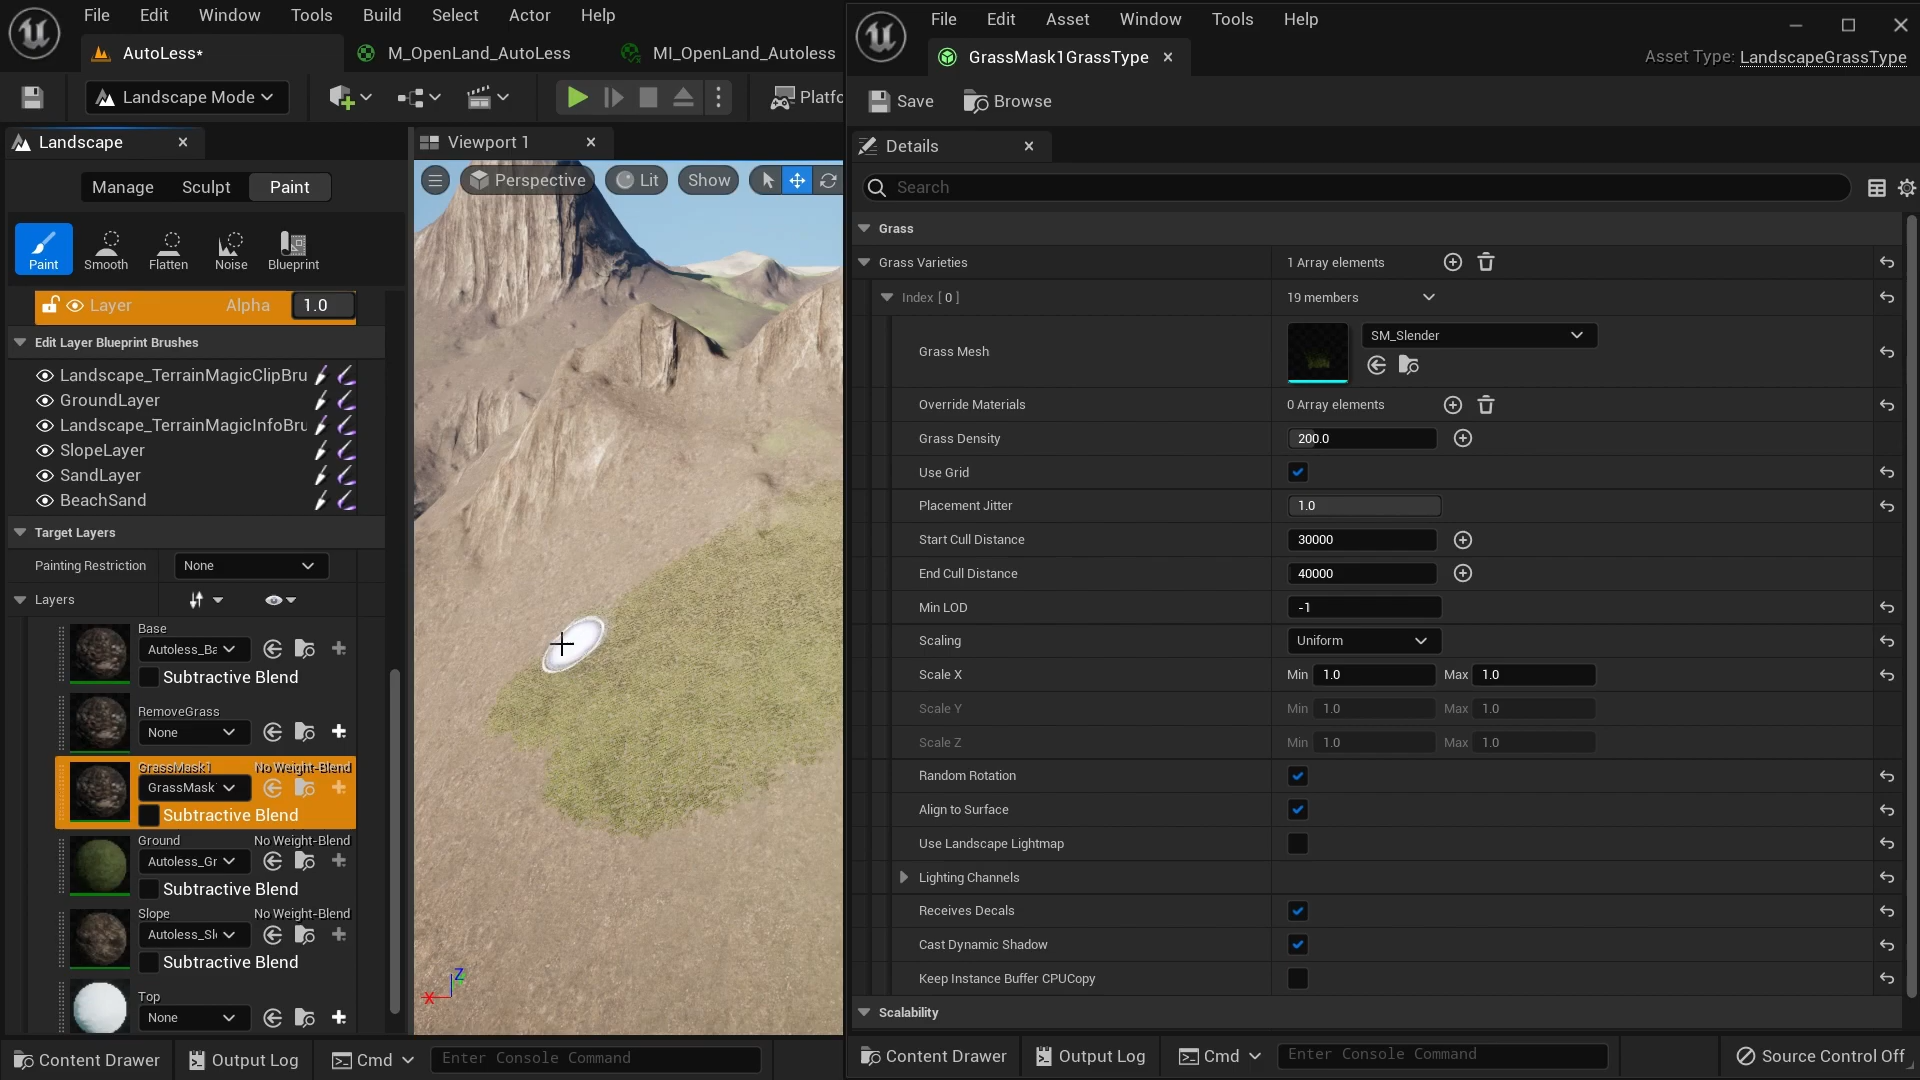 File Edit Window Tools Build Select Actor Help
AutoLess*
M_OpenLand_AutoLess
MI_OpenLand_Autoless
Landscape Mode
Platfo
Landscape
Manage Sculpt Paint
Paint Smooth Flatten Noise Blueprint
Layer Alpha 1.0
Edit Layer Blueprint Brushes
Landscape_TerrainMagicClipBru
GroundLayer
Landscape_TerrainMagicInfoBru
SlopeLayer
SandLayer
BeachSand
Target Layers
Painting Restriction None
Layers
Base
Autoless_Ba
Subtractive Blend
RemoveGrass
None
GrassMask1 No Weight-Blend
GrassMask
Subtractive Blend
Ground No Weight-Blend
Autoless_Gr
Subtractive Blend
Slope No Weight-Blend
Autoless_Sl
Subtractive Blend
Top
None
Content Drawer Output Log Cmd Enter Console Command
Viewport 1
Perspective Lit Show
Z
X
File Edit Asset Window Tools Help
GrassMask1GrassType
Asset Type: LandscapeGrassType
Save Browse
Details
Search
Grass
Grass Varieties 1 Array elements
Index [ 0 ] 19 members
Grass Mesh SM_Slender
Override Materials 0 Array elements
Grass Density 200.0
Use Grid
Placement Jitter 1.0
Start Cull Distance 30000
End Cull Distance 40000
Min LOD -1
Scaling Uniform
Scale X Min 1.0 Max 1.0
Scale Y Min 1.0 Max 1.0
Scale Z Min 1.0 Max 1.0
Random Rotation
Align to Surface
Use Landscape Lightmap
Lighting Channels
Receives Decals
Cast Dynamic Shadow
Keep Instance Buffer CPUCopy
Scalability
Content Drawer Output Log Cmd Enter Console Command Source Control Off